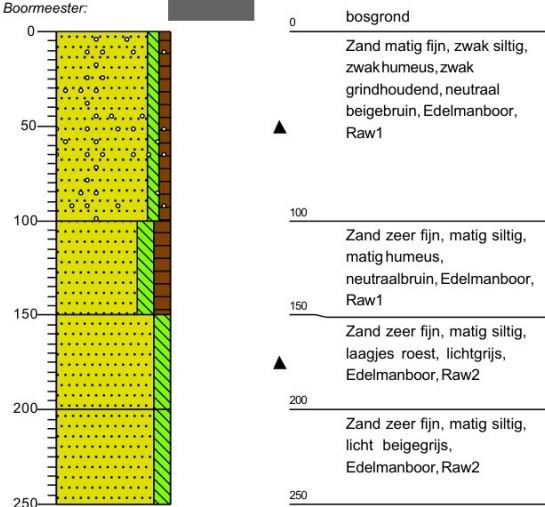 Boormeester:
0
50
100
150
200
250
0
bosgrond
Zand matig fijn, zwak siltig,
zwak humeus, zwak
grindhoudend, neutraal
beigebruin, Edelmanboor,
Raw1
100
Zand zeer fijn, matig siltig,
matig humeus,
neutraalbruin, Edelmanboor,
Raw1
150
Zand zeer fijn, matig siltig,
laagjes roest, lichtgrijs,
Edelmanboor, Raw2
200
Zand zeer fijn, matig siltig,
licht beigegrijs,
Edelmanboor, Raw2
250